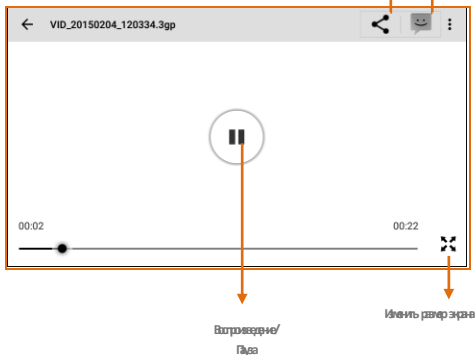 VID_20150204_120334.3gp
00:02
00:22
Воспроизведение/
Пауза
Изменить размер экрана